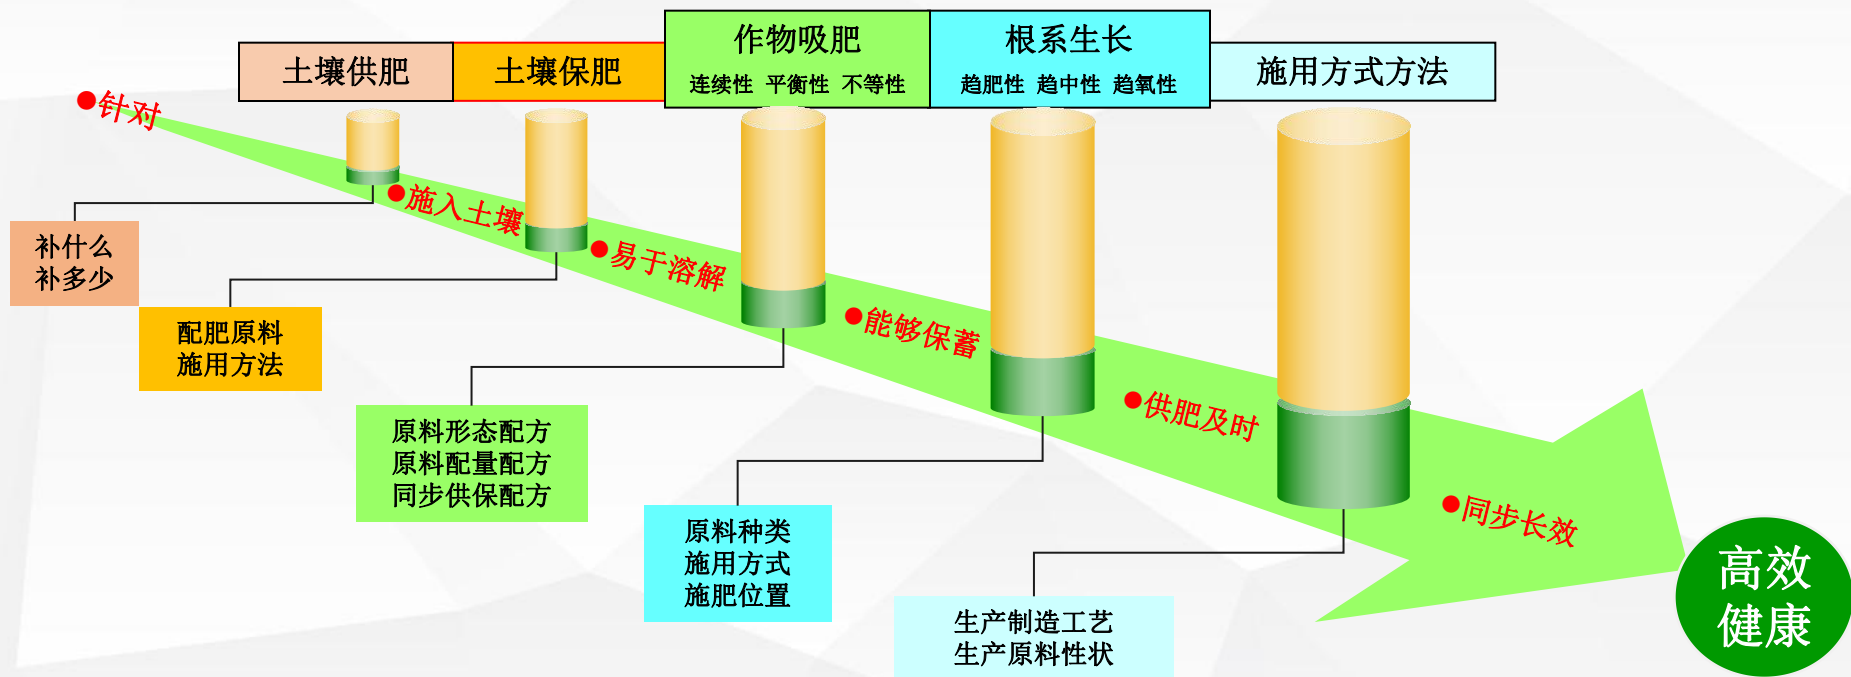 土壤供肥
土壤保肥
作物吸肥
连续性 平衡性 不等性
根系生长
趋肥性 趋中性 趋氧性
施用方式方法
●针对
●施入土壤
●易于溶解
●能够保蓄
●供肥及时
●同步长效
补什么
补多少
配肥原料
施用方法
原料形态配方
原料配量配方
同步供保配方
原料种类
施用方式
施肥位置
生产制造工艺
生产原料性状
高效
健康